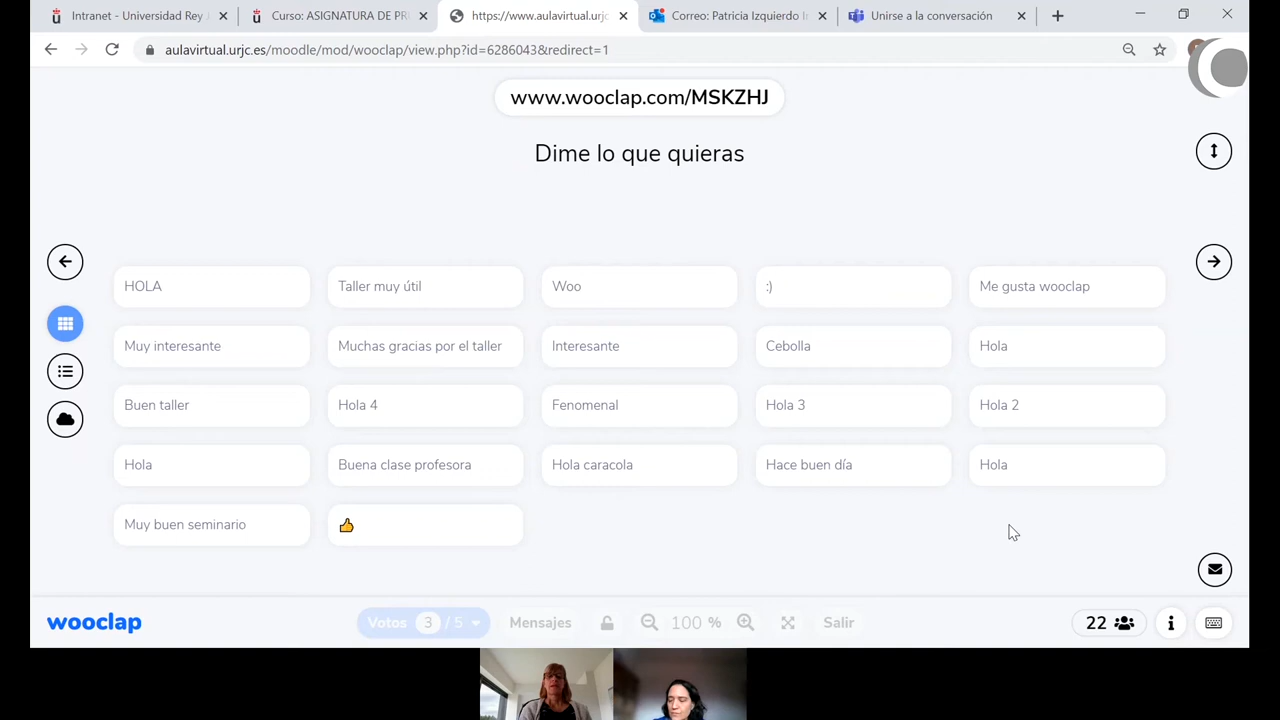 Intranet - Universidad Rey J
Curso: ASIGNATURA DE PR
https://www.aulavirtual.urjc
Correo: Patricia Izquierdo I
Unirse a la conversación
aulavirtual.urjc.es/moodle/mod/wooclap/view.php?id=6286043&redirect=1
www.wooclap.com/MSKZHJ
Dime lo que quieras
HOLA
Taller muy útil
Woo
:)
Me gusta wooclap
Muy interesante
Muchas gracias por el taller
Interesante
Cebolla
Hola
Buen taller
Hola 4
Fenomenal
Hola 3
Hola 2
Hola
Buena clase profesora
Hola caracola
Hace buen día
Hola
Muy buen seminario
👍
wooclap
Votos 3 / 5
Mensajes
100 %
Salir
22